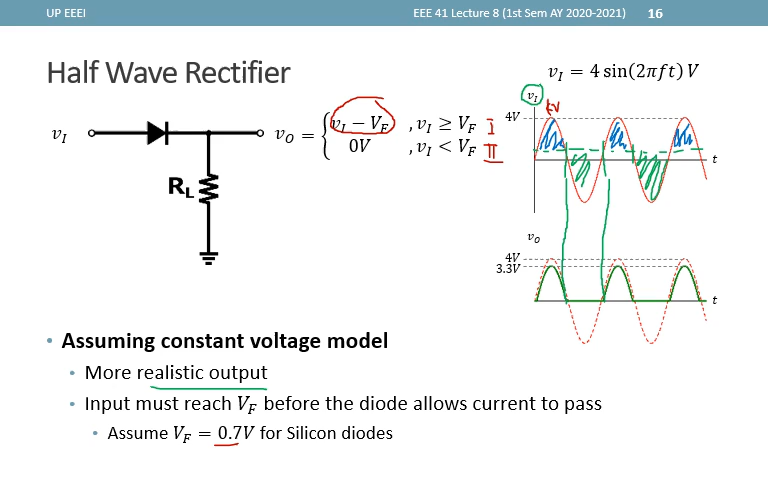 UP EEEI
EEE 41 Lecture 8 (1st Sem AY 2020-2021) 16
Half Wave Rectifier
v_I = 4 sin(2πft) V
v_I
4V
4V
t
v_I
v_O = { v_I − V_F , v_I ≥ V_F I
0V , v_I < V_F II
R_L
v_O
4V
3.3V
t
• Assuming constant voltage model
• More realistic output
• Input must reach V_F before the diode allows current to pass
• Assume V_F = 0.7V for Silicon diodes